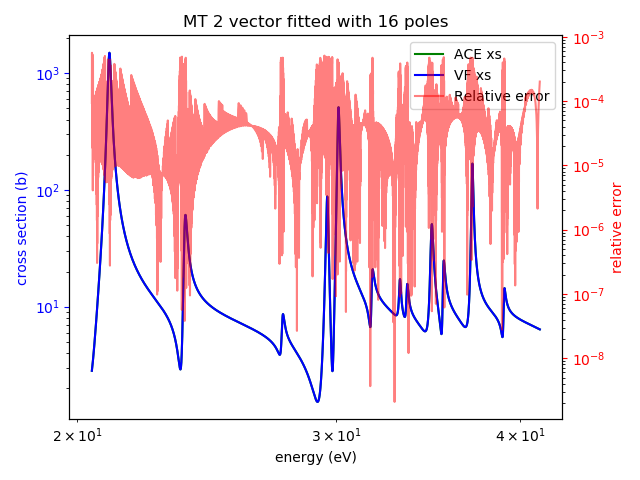 MT 2 vector fitted with 16 poles
ACE xs
VF xs
Relative error
cross section (b)
10³
10²
10¹
10⁻³
10⁻⁴
10⁻⁵
10⁻⁶
10⁻⁷
10⁻⁸
relative error
2 × 10¹
3 × 10¹
4 × 10¹
energy (eV)